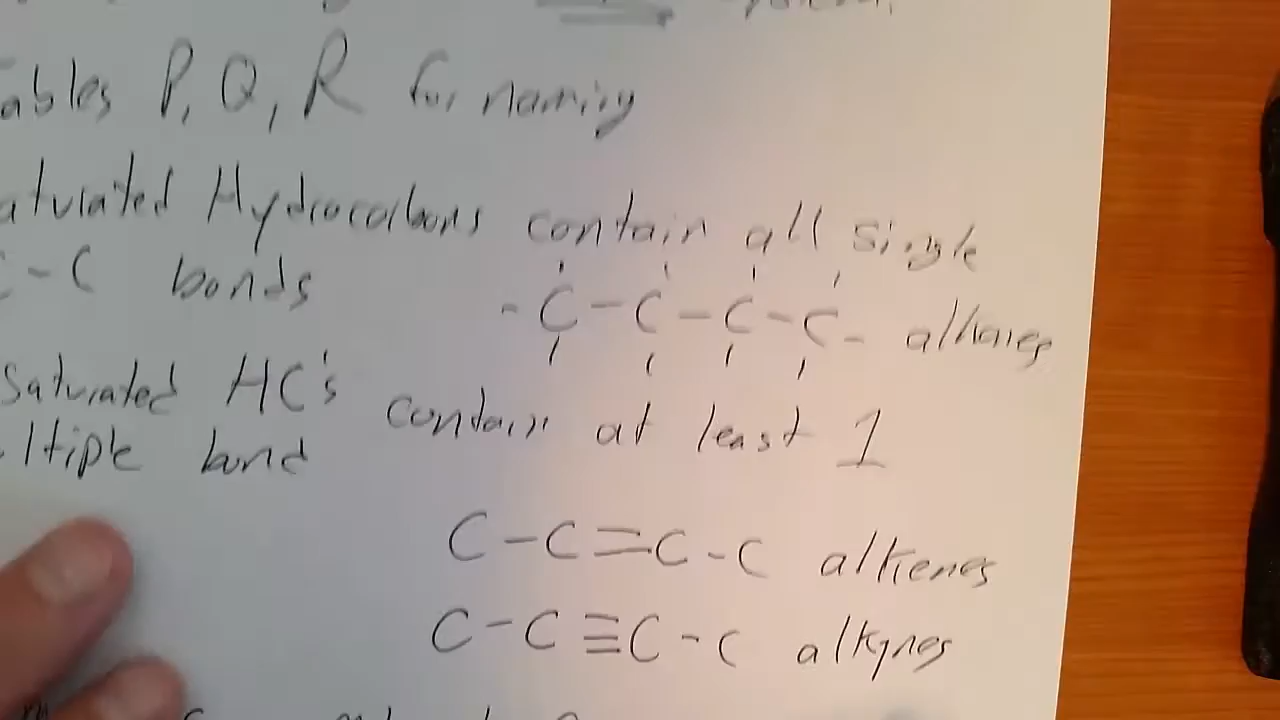 ables P, Q, R for naming
aturated Hydrocarbons contain all single
C-C bonds
-C-C-C-C- alkanes
saturated HC's contain at least 1
ltiple bond
C-C=C-C alkenes
C-C≡C-C alkynes